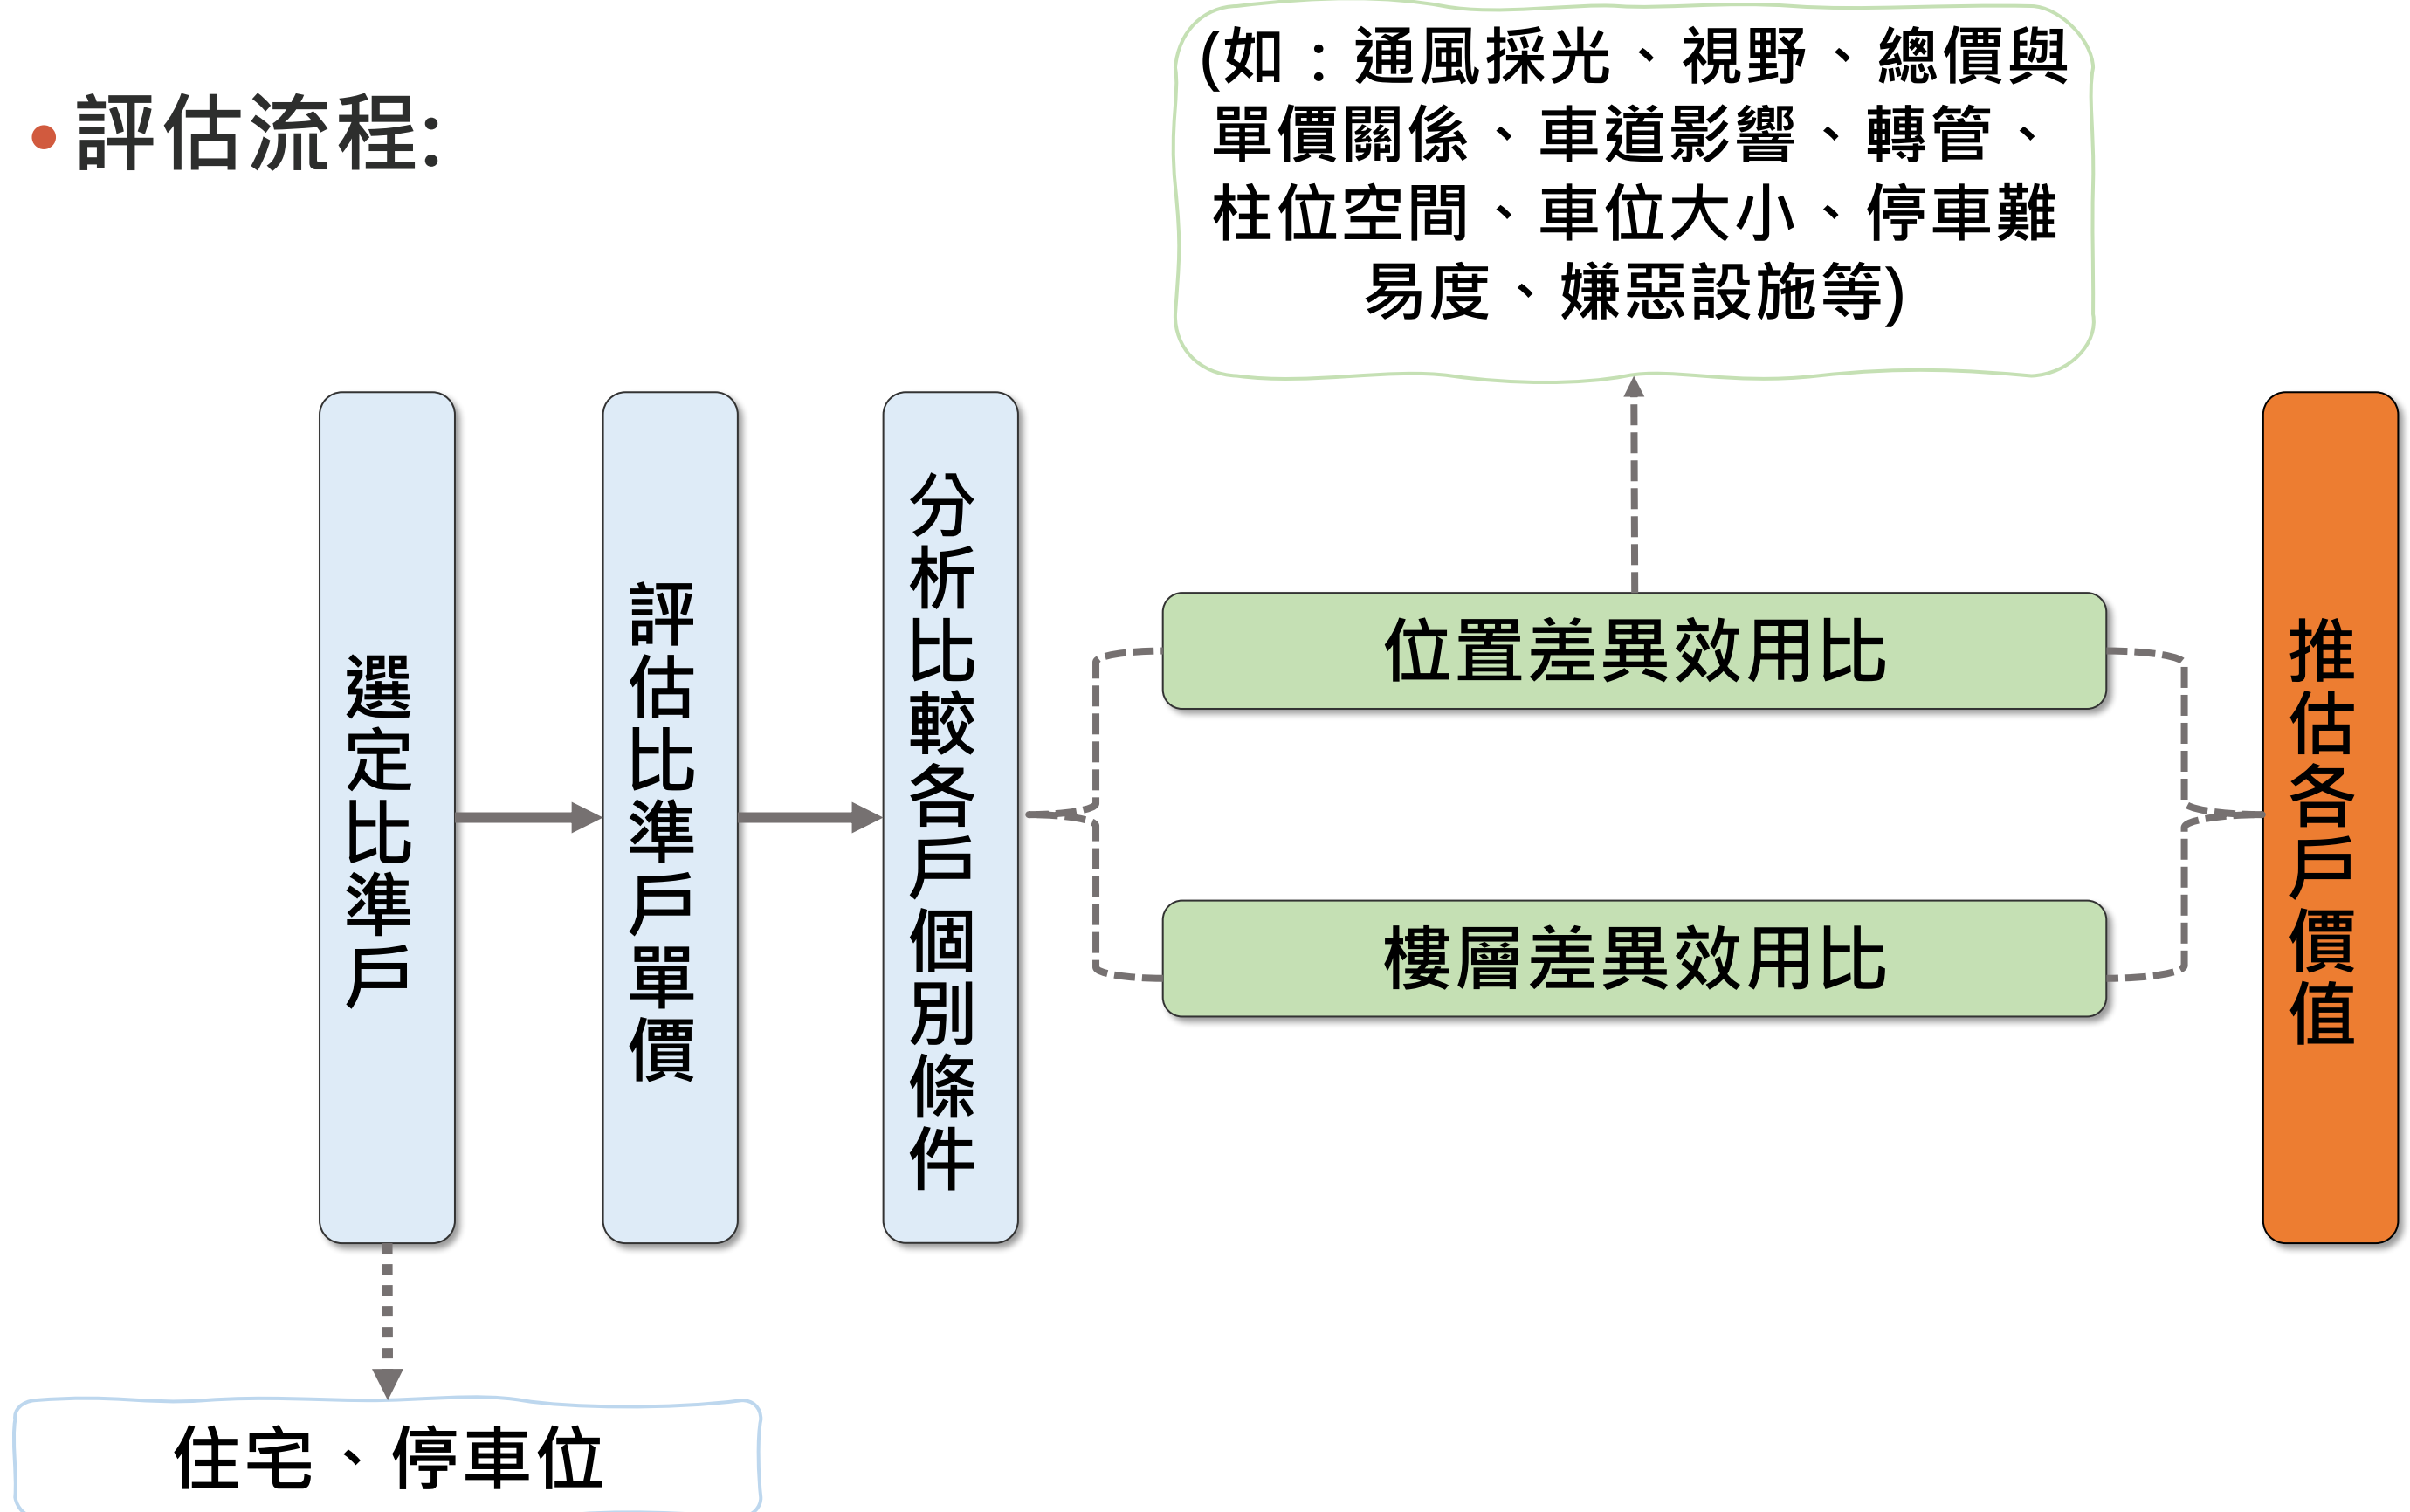 • 評估流程:
(如：通風採光、視野、總價與
單價關係、車道影響、轉管、
柱位空間、車位大小、停車難
易度、嫌惡設施等)
選定比準戶
評估比準戶單價
分析比較各戶個別條件
位置差異效用比
樓層差異效用比
推估各戶價值
住宅、停車位